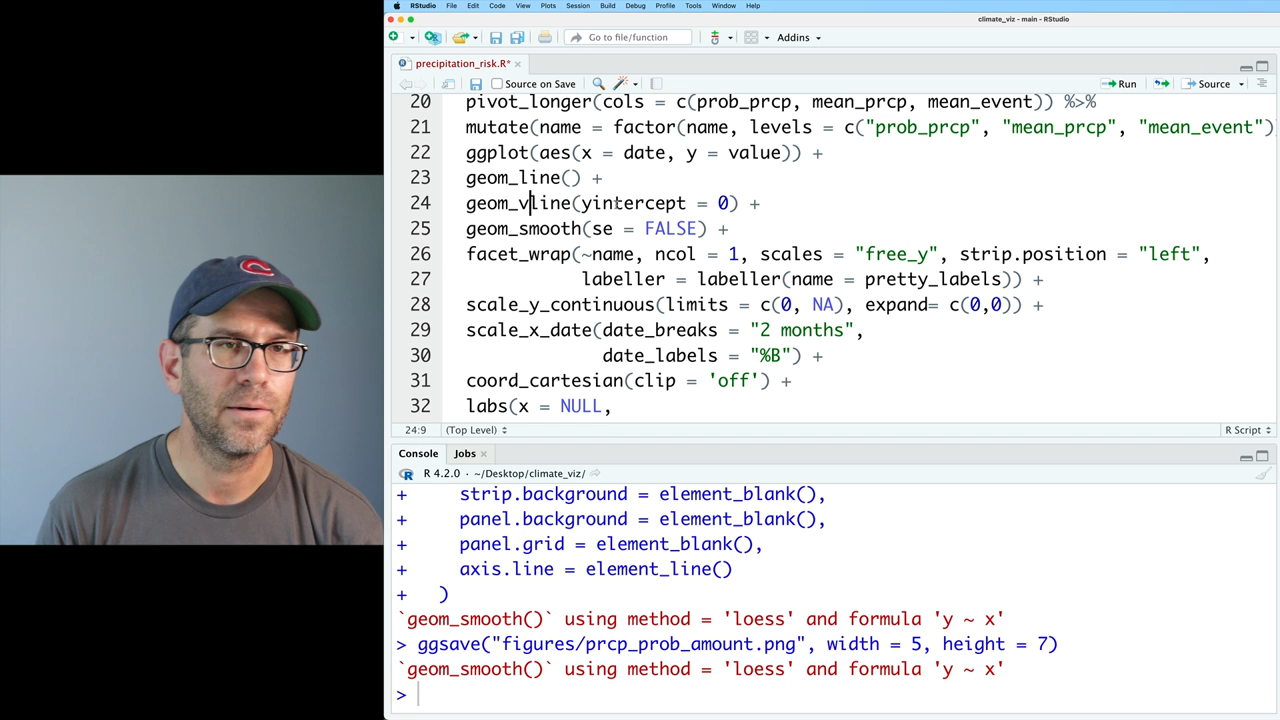 RStudio File Edit Code View Plots Session Build Debug Profile Tools Window Help
climate_viz - main - RStudio
Go to file/function Addins
precipitation_risk.R*
Source on Save Run Source
20 pivot_longer(cols = c(prob_prcp, mean_prcp, mean_event)) %>%
21 mutate(name = factor(name, levels = c("prob_prcp", "mean_prcp", "mean_event")
22 ggplot(aes(x = date, y = value)) +
23 geom_line() +
24 geom_vline(yintercept = 0) +
25 geom_smooth(se = FALSE) +
26 facet_wrap(~name, ncol = 1, scales = "free_y", strip.position = "left",
27 labeller = labeller(name = pretty_labels)) +
28 scale_y_continuous(limits = c(0, NA), expand= c(0,0)) +
29 scale_x_date(date_breaks = "2 months",
30 date_labels = "%B") +
31 coord_cartesian(clip = 'off') +
32 labs(x = NULL,
24:9 (Top Level) R Script
Console Jobs
R 4.2.0 · ~/Desktop/climate_viz/
+ strip.background = element_blank(),
+ panel.background = element_blank(),
+ panel.grid = element_blank(),
+ axis.line = element_line()
+ )
`geom_smooth()` using method = 'loess' and formula 'y ~ x'
> ggsave("figures/prcp_prob_amount.png", width = 5, height = 7)
`geom_smooth()` using method = 'loess' and formula 'y ~ x'
>